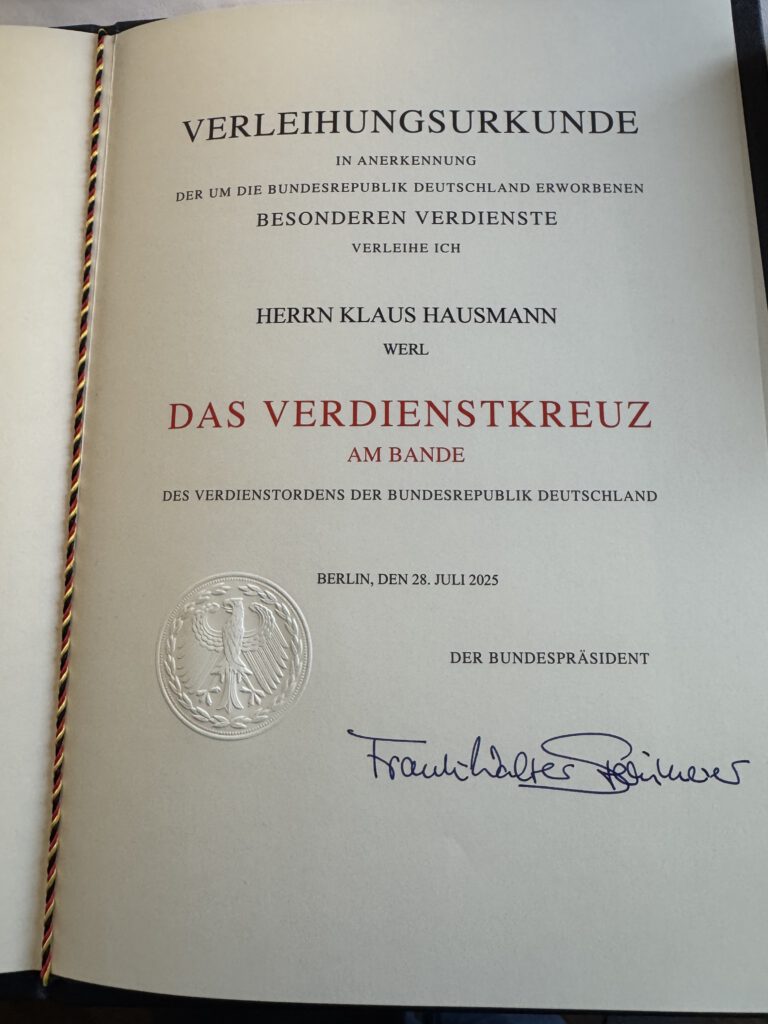 VERLEIHUNGSURKUNDE
IN ANERKENNUNG
DER UM DIE BUNDESREPUBLIK DEUTSCHLAND ERWORBENEN
BESONDEREN VERDIENSTE
VERLEIHE ICH
HERRN KLAUS HAUSMANN
WERL
DAS VERDIENSTKREUZ
AM BANDE
DES VERDIENSTORDENS DER BUNDESREPUBLIK DEUTSCHLAND
BERLIN, DEN 28. JULI 2025
DER BUNDESPRÄSIDENT
Frank-Walter Steinmeier